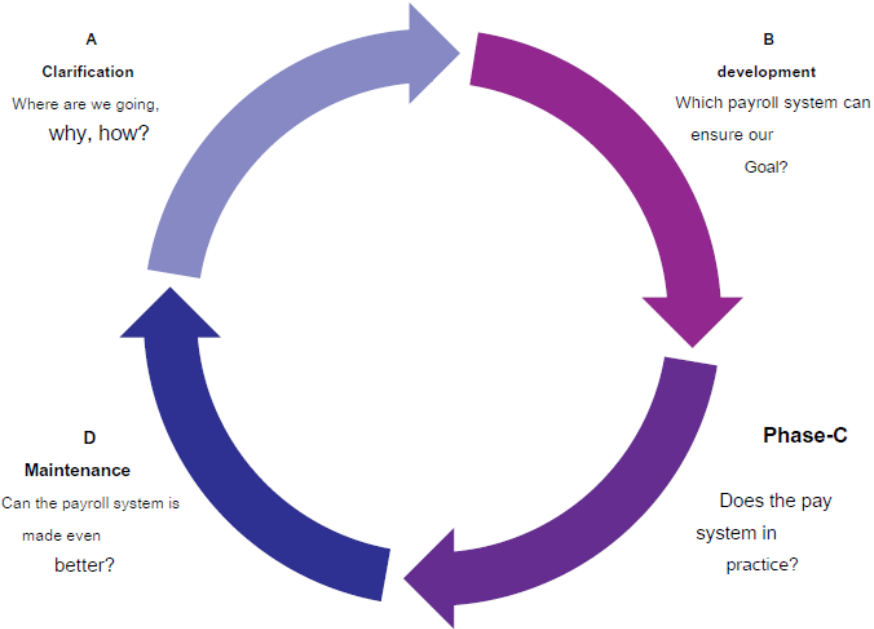 A
Clarification
Where are we going,
why, how?
B
development
Which payroll system can
ensure our
Goal?
Phase-C
Does the pay
system in
practice?
D
Maintenance
Can the payroll system is
made even
better?